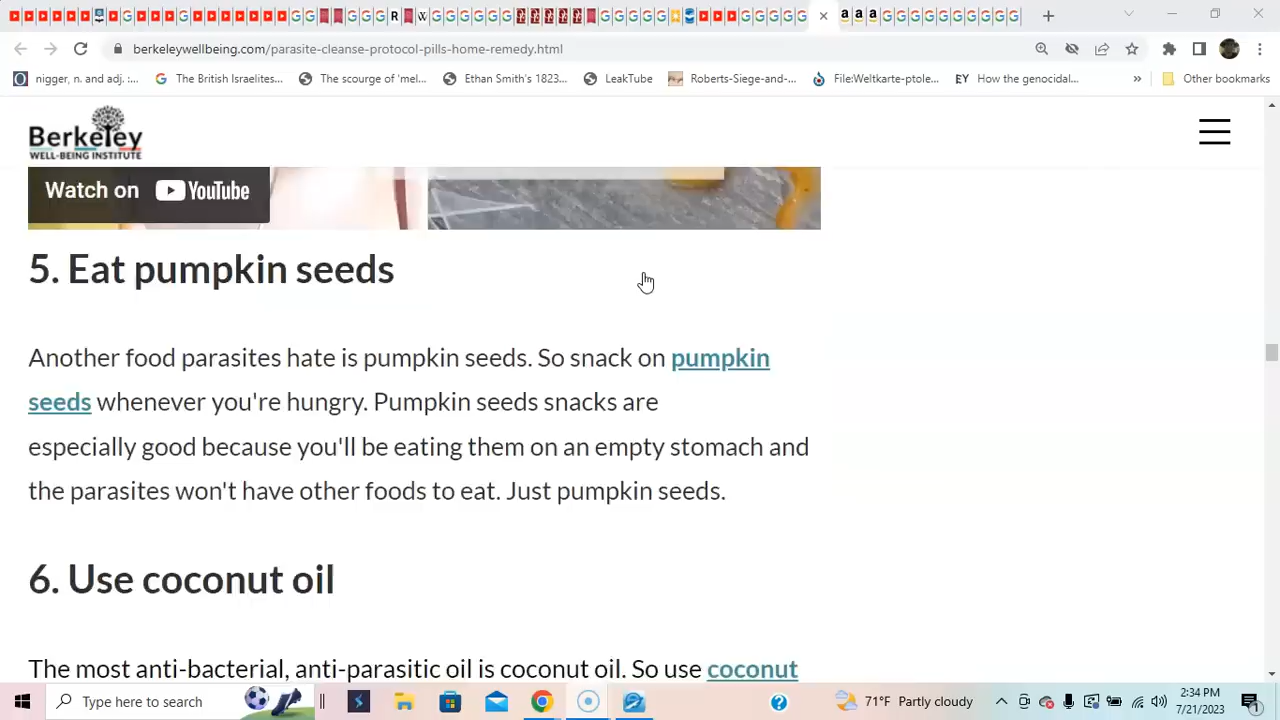 berkeleywellbeing.com/parasite-cleanse-protocol-pills-home-remedy.html
nigger, n. and adj. :... The British Israelites... The scourge of 'mel... Ethan Smith's 1823... LeakTube Roberts-Siege-and-... File:Weltkarte-ptole... EY How the genocidal... » Other bookmarks
Berkeley
WELL-BEING INSTITUTE
Watch on YouTube
5. Eat pumpkin seeds
Another food parasites hate is pumpkin seeds. So snack on pumpkin
seeds whenever you're hungry. Pumpkin seeds snacks are
especially good because you'll be eating them on an empty stomach and
the parasites won't have other foods to eat. Just pumpkin seeds.
6. Use coconut oil
The most anti-bacterial, anti-parasitic oil is coconut oil. So use coconut
Type here to search
71°F Partly cloudy
2:34 PM
7/21/2023